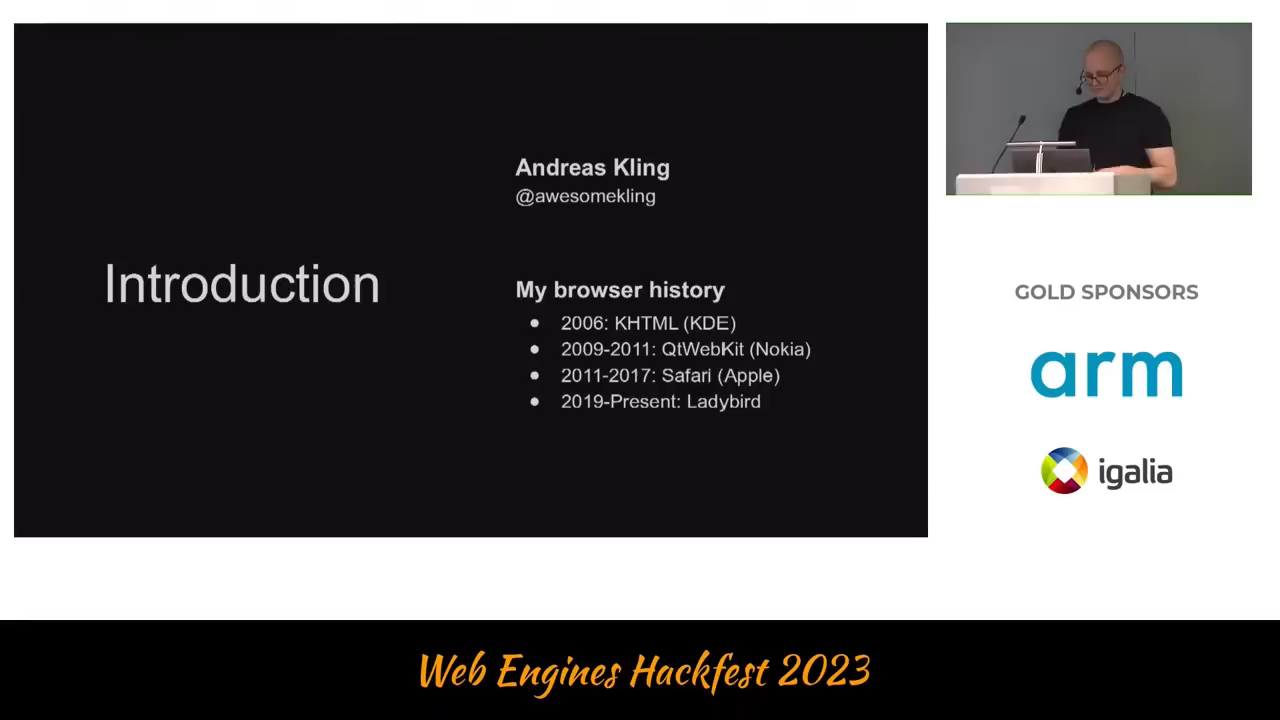 Introduction
Andreas Kling
@awesomekling
My browser history
● 2006: KHTML (KDE)
● 2009-2011: QtWebKit (Nokia)
● 2011-2017: Safari (Apple)
● 2019-Present: Ladybird
GOLD SPONSORS
arm
igalia
Web Engines Hackfest 2023